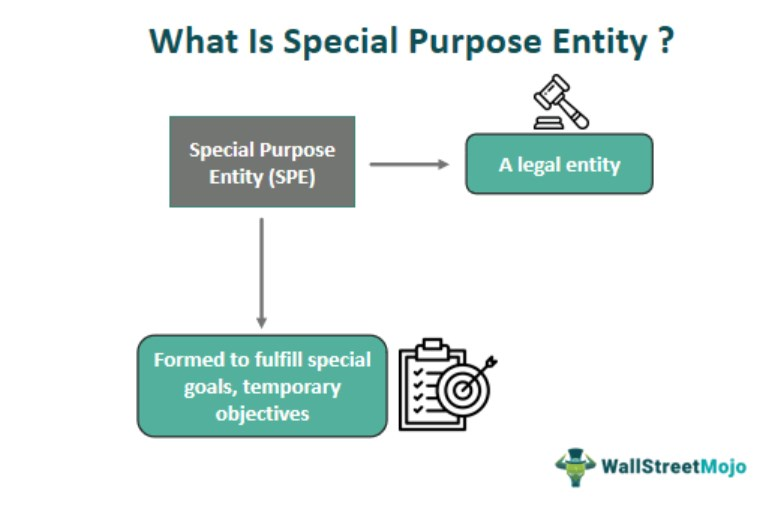 What Is Special Purpose Entity ?
Special Purpose
Entity (SPE)
A legal entity
Formed to fulfill special
goals, temporary
objectives
WallStreetMojo